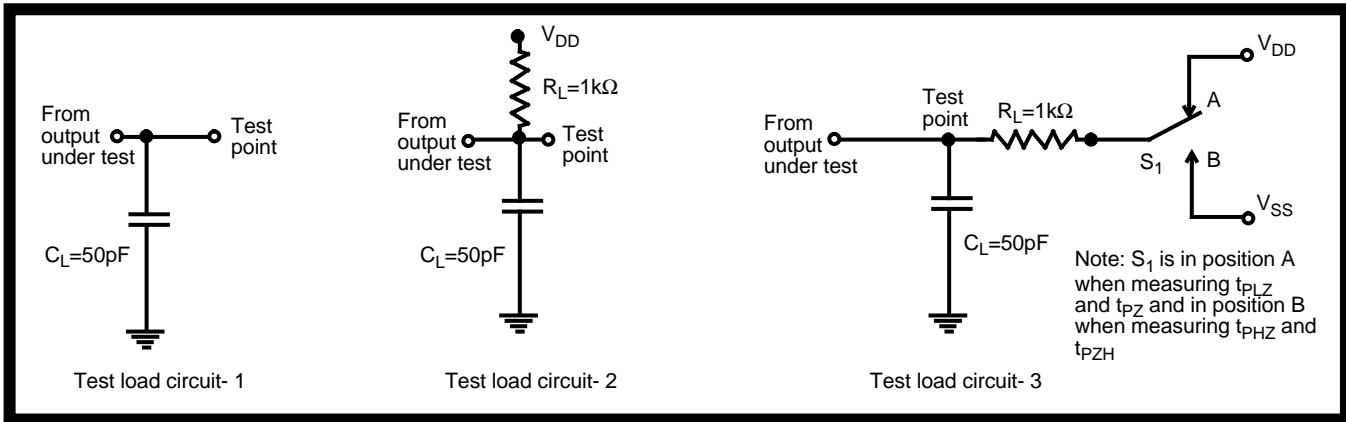 From
output
under test
Test
point
C_L=50pF
Test load circuit- 1
V_DD
R_L=1kΩ
From
output
under test
Test
point
C_L=50pF
Test load circuit- 2
From output
under test
Test
point
R_L=1kΩ
C_L=50pF
V_DD
A
S_1
B
V_SS
Note: S_1 is in position A
when measuring t_PLZ
and t_PZ and in position B
when measuring t_PHZ and
t_PZH
Test load circuit- 3